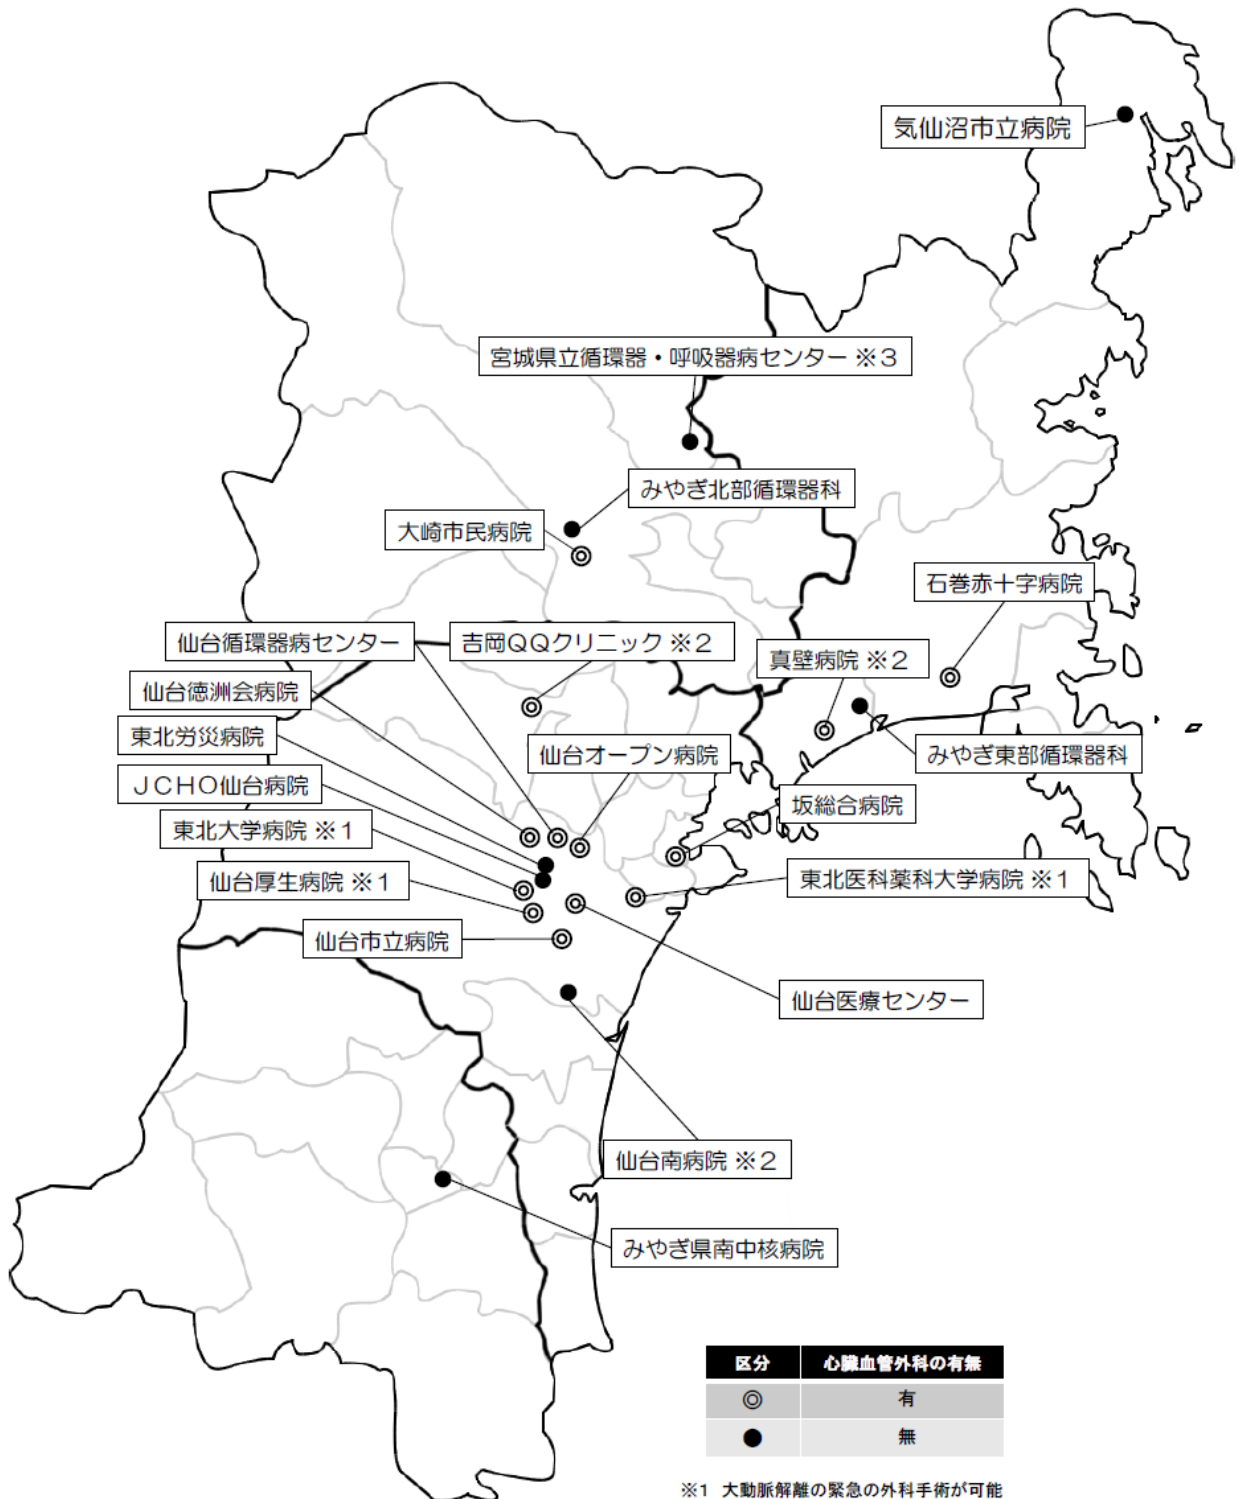 気仙沼市立病院
宮城県立循環器・呼吸器病センター ※3
みやぎ北部循環器科
大崎市民病院
石巻赤十字病院
仙台循環器病センター
吉岡QQクリニック ※2
真壁病院 ※2
仙台徳洲会病院
東北労災病院
仙台オープン病院
みやぎ東部循環器科
JCHO仙台病院
坂総合病院
東北大学病院 ※1
仙台厚生病院 ※1
東北医科薬科大学病院 ※1
仙台市立病院
仙台医療センター
仙台南病院 ※2
みやぎ県南中核病院
区分 心臓血管外科の有無
◎ 有
● 無
※1 大動脈解離の緊急の外科手術が可能